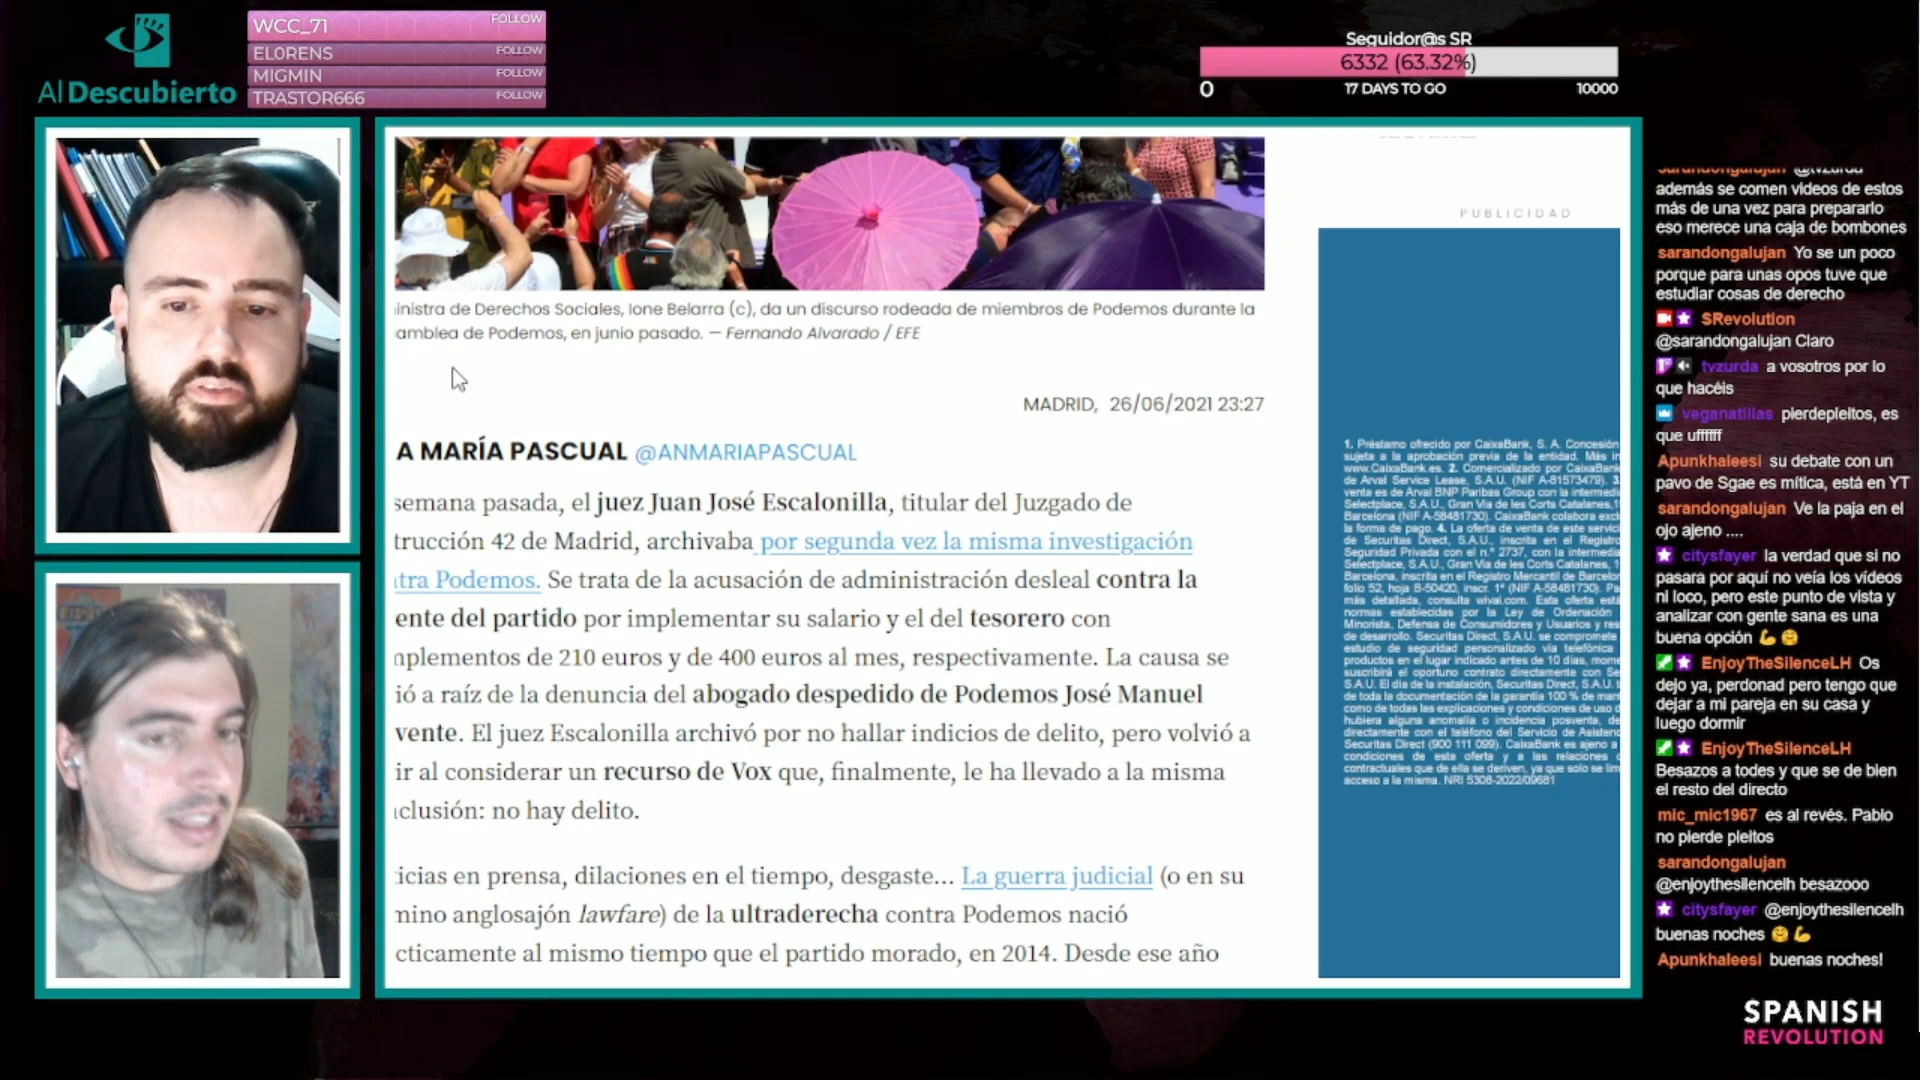 Al Descubierto
WCC_71 FOLLOW
EL0RENS FOLLOW
MIGMIN FOLLOW
TRASTOR666 FOLLOW
Seguidor@s SR
6332 (63.32%)
0 17 DAYS TO GO 10000
inistra de Derechos Sociales, Ione Belarra (c), da un discurso rodeada de miembros de Podemos durante la
amblea de Podemos, en junio pasado. — Fernando Alvarado / EFE
MADRID, 26/06/2021 23:27
A MARÍA PASCUAL @ANMARIAPASCUAL
semana pasada, el juez Juan José Escalonilla, titular del Juzgado de
trucción 42 de Madrid, archivaba por segunda vez la misma investigación
tra Podemos. Se trata de la acusación de administración desleal contra la
ente del partido por implementar su salario y el del tesorero con
mplementos de 210 euros y de 400 euros al mes, respectivamente. La causa se
ió a raíz de la denuncia del abogado despedido de Podemos José Manuel
vente. El juez Escalonilla archivó por no hallar indicios de delito, pero volvió a
ir al considerar un recurso de Vox que, finalmente, le ha llevado a la misma
nclusión: no hay delito.
icias en prensa, dilaciones en el tiempo, desgaste... La guerra judicial (o en su
mino anglosajón lawfare) de la ultraderecha contra Podemos nació
cticamente al mismo tiempo que el partido morado, en 2014. Desde ese año
PUBLICIDAD
1. Préstamo ofrecido por CaixaBank, S. A. Concesión
sujeta a la aprobación previa de la entidad. Más in
www.CaixaBank.es. 2. Comercializado por CaixaBank
de Arval Service Lease, S.A.U. (NIF A-81573479). 3.
venta es de Arval BNP Paribas Group con la intermedi
Selectplace, S.A.U., Gran Via de les Corts Catalanes, 1
Barcelona (NIF A-58481730). CaixaBank colabora excl
la forma de pago. 4. La oferta de venta de este servici
de Securitas Direct, S.A.U., inscrita en el Registro
Seguridad Privada con el n.º 2737, con la intermedia
Selectplace, S.A.U., Gran Via de les Corts Catalanes, 1
Barcelona, inscrita en el Registro Mercantil de Barcelor
folio 52, hoja B-50420, inscr. 1ª (NIF A-58481730). Pa
más detallada, consulta wivai.com. Esta oferta está
normas establecidas por la Ley de Ordenación
Minorista, Defensa de Consumidores y Usuarios y res
de desarrollo. Securitas Direct, S.A.U. se compromete
estudio de seguridad personalizado vía telefónica
productos en el lugar indicado antes de 10 días, mome
suscribirá el oportuno contrato directamente con Se
S.A.U. El día de la instalación, Securitas Direct, S.A.U. t
de toda la documentación de la garantía 100 % de man
como de todas las explicaciones y condiciones de uso d
hubiera alguna anomalía o incidencia posventa, de
directamente con el teléfono del Servicio de Asistenc
Securitas Direct (900 111 099). CaixaBank es ajeno a
condiciones de esta oferta y a las relaciones c
contractuales que de ella se deriven, ya que solo se lim
acceso a la misma. NRI 5308-2022/09681
sarandongalujan @tvzurda
además se comen videos de estos
más de una vez para prepararlo
eso merece una caja de bombones
sarandongalujan Yo se un poco
porque para unas opos tuve que
estudiar cosas de derecho
SRevolution
@sarandongalujan Claro
tvzurda a vosotros por lo
que hacéis
veganatillas pierdepleitos, es
que uffffff
Apunkhaleesi su debate con un
pavo de Sgae es mítica, está en YT
sarandongalujan Ve la paja en el
ojo ajeno ....
citysfayer la verdad que si no
pasara por aquí no veía los vídeos
ni loco, pero este punto de vista y
analizar con gente sana es una
buena opción 💪🤗
EnjoyTheSilenceLH Os
dejo ya, perdonad pero tengo que
dejar a mi pareja en su casa y
luego dormir
EnjoyTheSilenceLH
Besazos a todes y que se de bien
el resto del directo
mic_mic1967 es al revés. Pablo
no pierde pleitos
sarandongalujan
@enjoythesilencelh besazooo
citysfayer @enjoythesilencelh
buenas noches 🤗💪
Apunkhaleesi buenas noches!
SPANISH
REVOLUTION